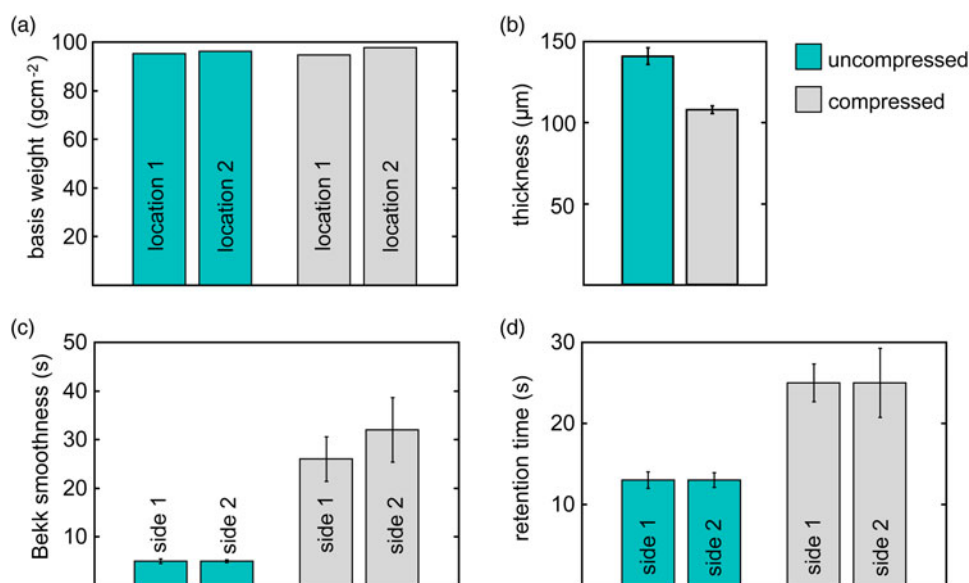 (a)
basis weight (gcm-2)
100
80
60
40
20
location 1
location 2
location 1
location 2
(b)
thickness (µm)
150
100
50
uncompressed
compressed
(c)
Bekk smoothness (s)
50
40
30
20
10
side 1
side 2
side 1
side 2
(d)
retention time (s)
30
20
10
side 1
side 2
side 1
side 2